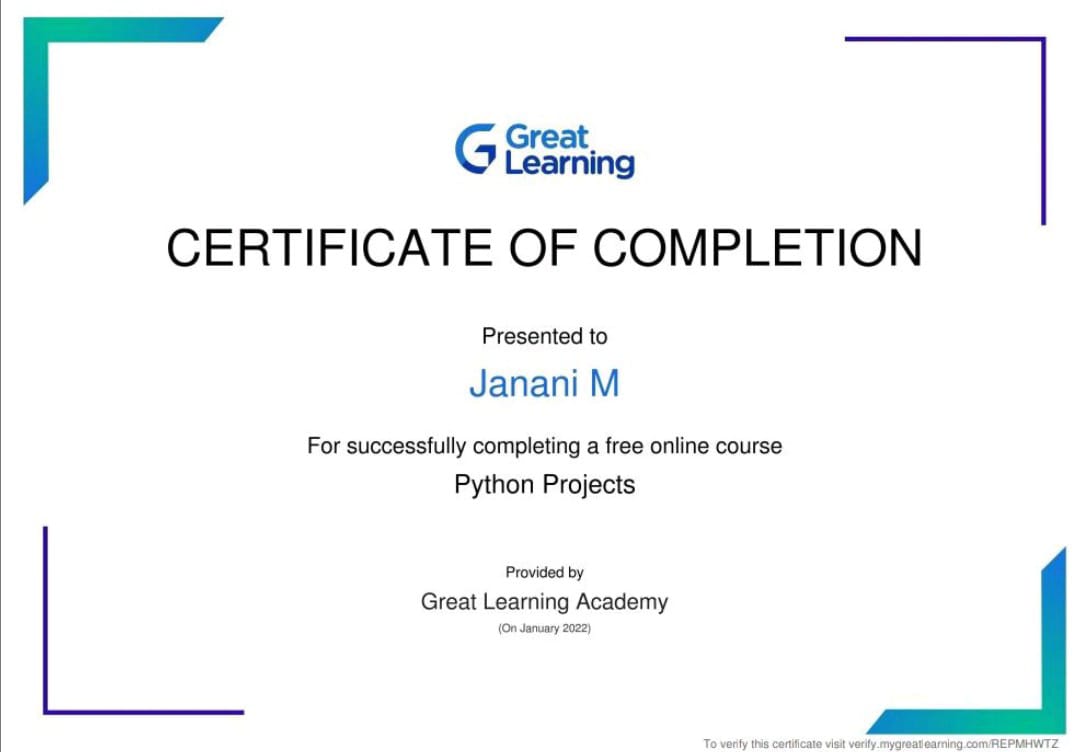 Great
Learning
CERTIFICATE OF COMPLETION
Presented to
Janani M
For successfully completing a free online course
Python Projects
Provided by
Great Learning Academy
(On January 2022)
To verify this certificate visit verify.mygreatlearning.com/REPMHWTZ